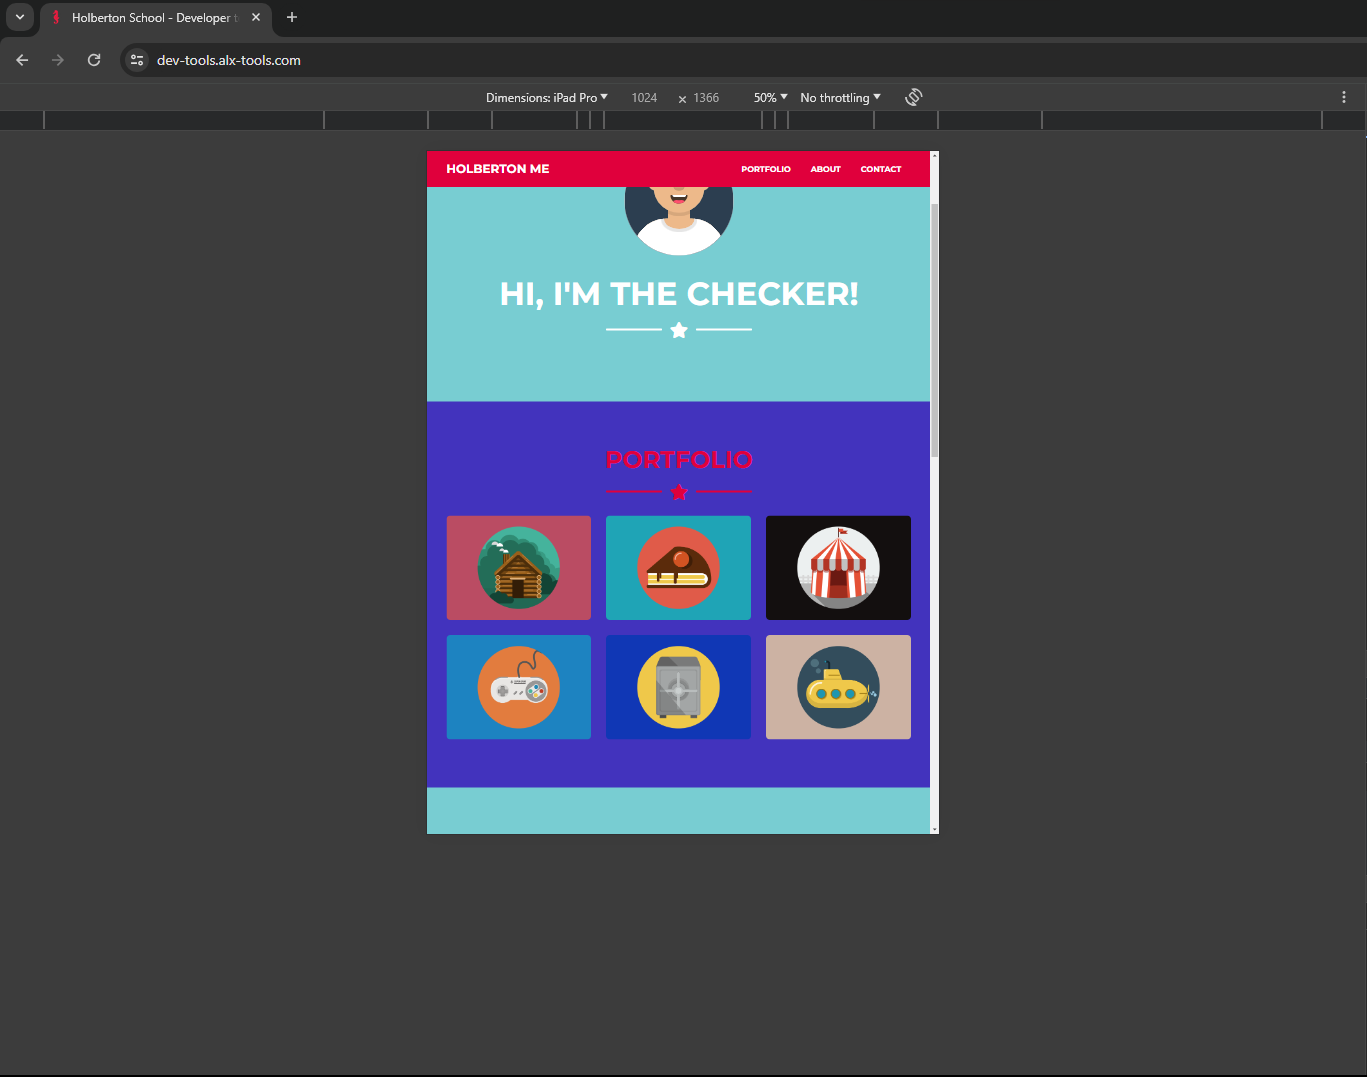 Holberton School - Developer t
dev-tools.alx-tools.com
Dimensions: iPad Pro 1024 × 1366 50% No throttling
HOLBERTON ME PORTFOLIO ABOUT CONTACT
HI, I'M THE CHECKER!
PORTFOLIO